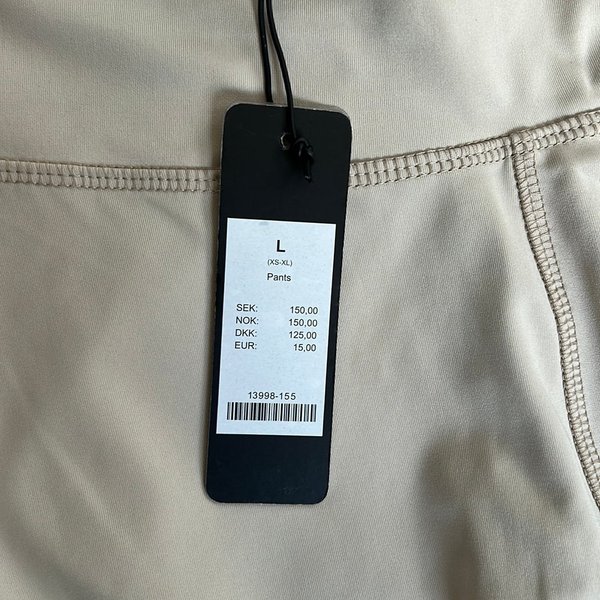 L
(XS-XL)
Pants
SEK: 150,00
NOK: 150,00
DKK: 125,00
EUR: 15,00
13998-155